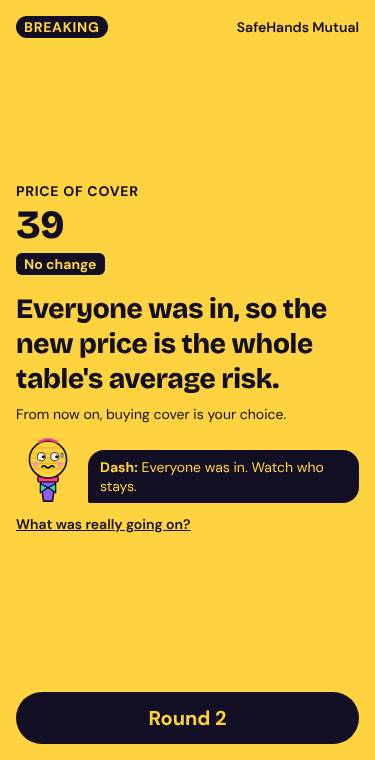 BREAKING
SafeHands Mutual
PRICE OF COVER
39
No change
Everyone was in, so the
new price is the whole
table's average risk.
From now on, buying cover is your choice.
Dash: Everyone was in. Watch who
stays.
What was really going on?
Round 2